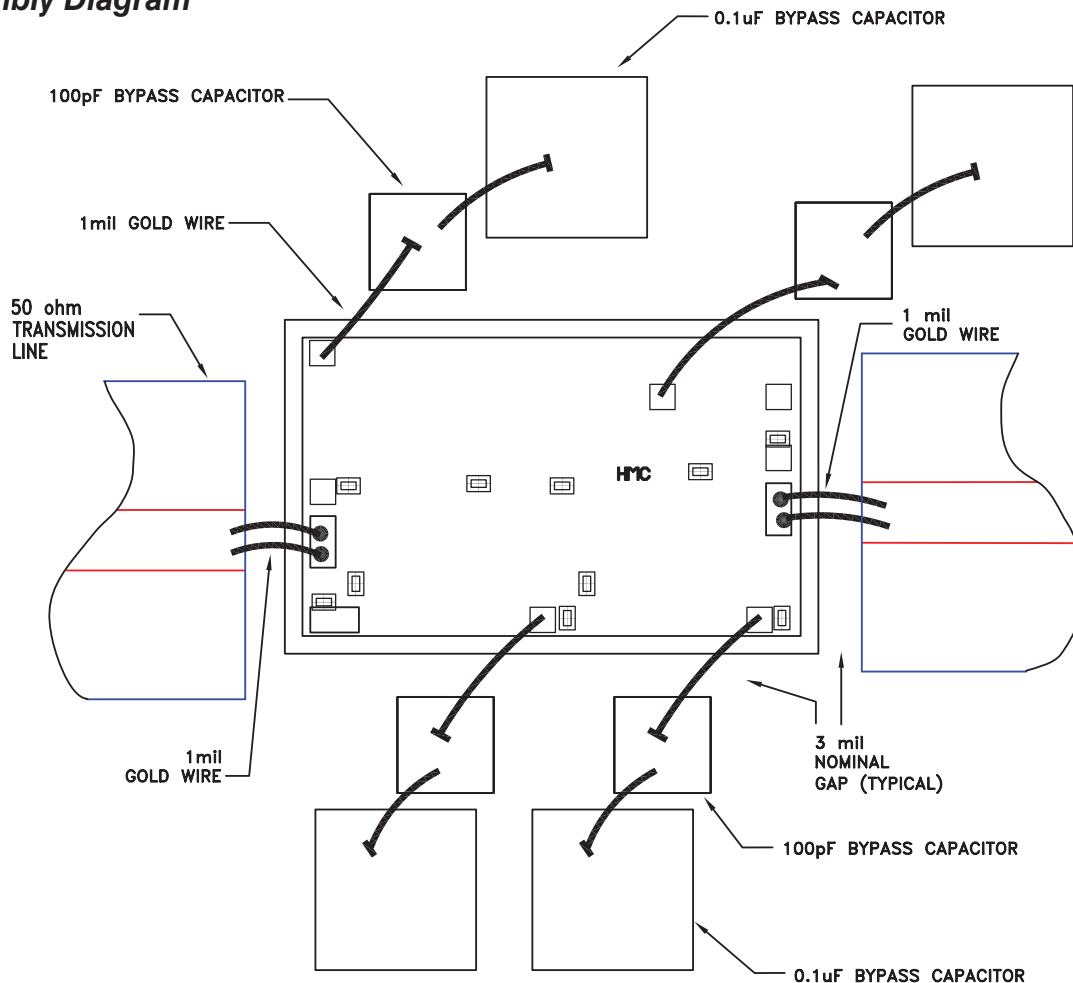 Diagram
0.1uF BYPASS CAPACITOR
100pF BYPASS CAPACITOR
1mil GOLD WIRE
50 ohm
TRANSMISSION
LINE
1 mil
GOLD WIRE
HMC
1mil
GOLD WIRE
3 mil
NOMINAL
GAP (TYPICAL)
100pF BYPASS CAPACITOR
0.1uF BYPASS CAPACITOR